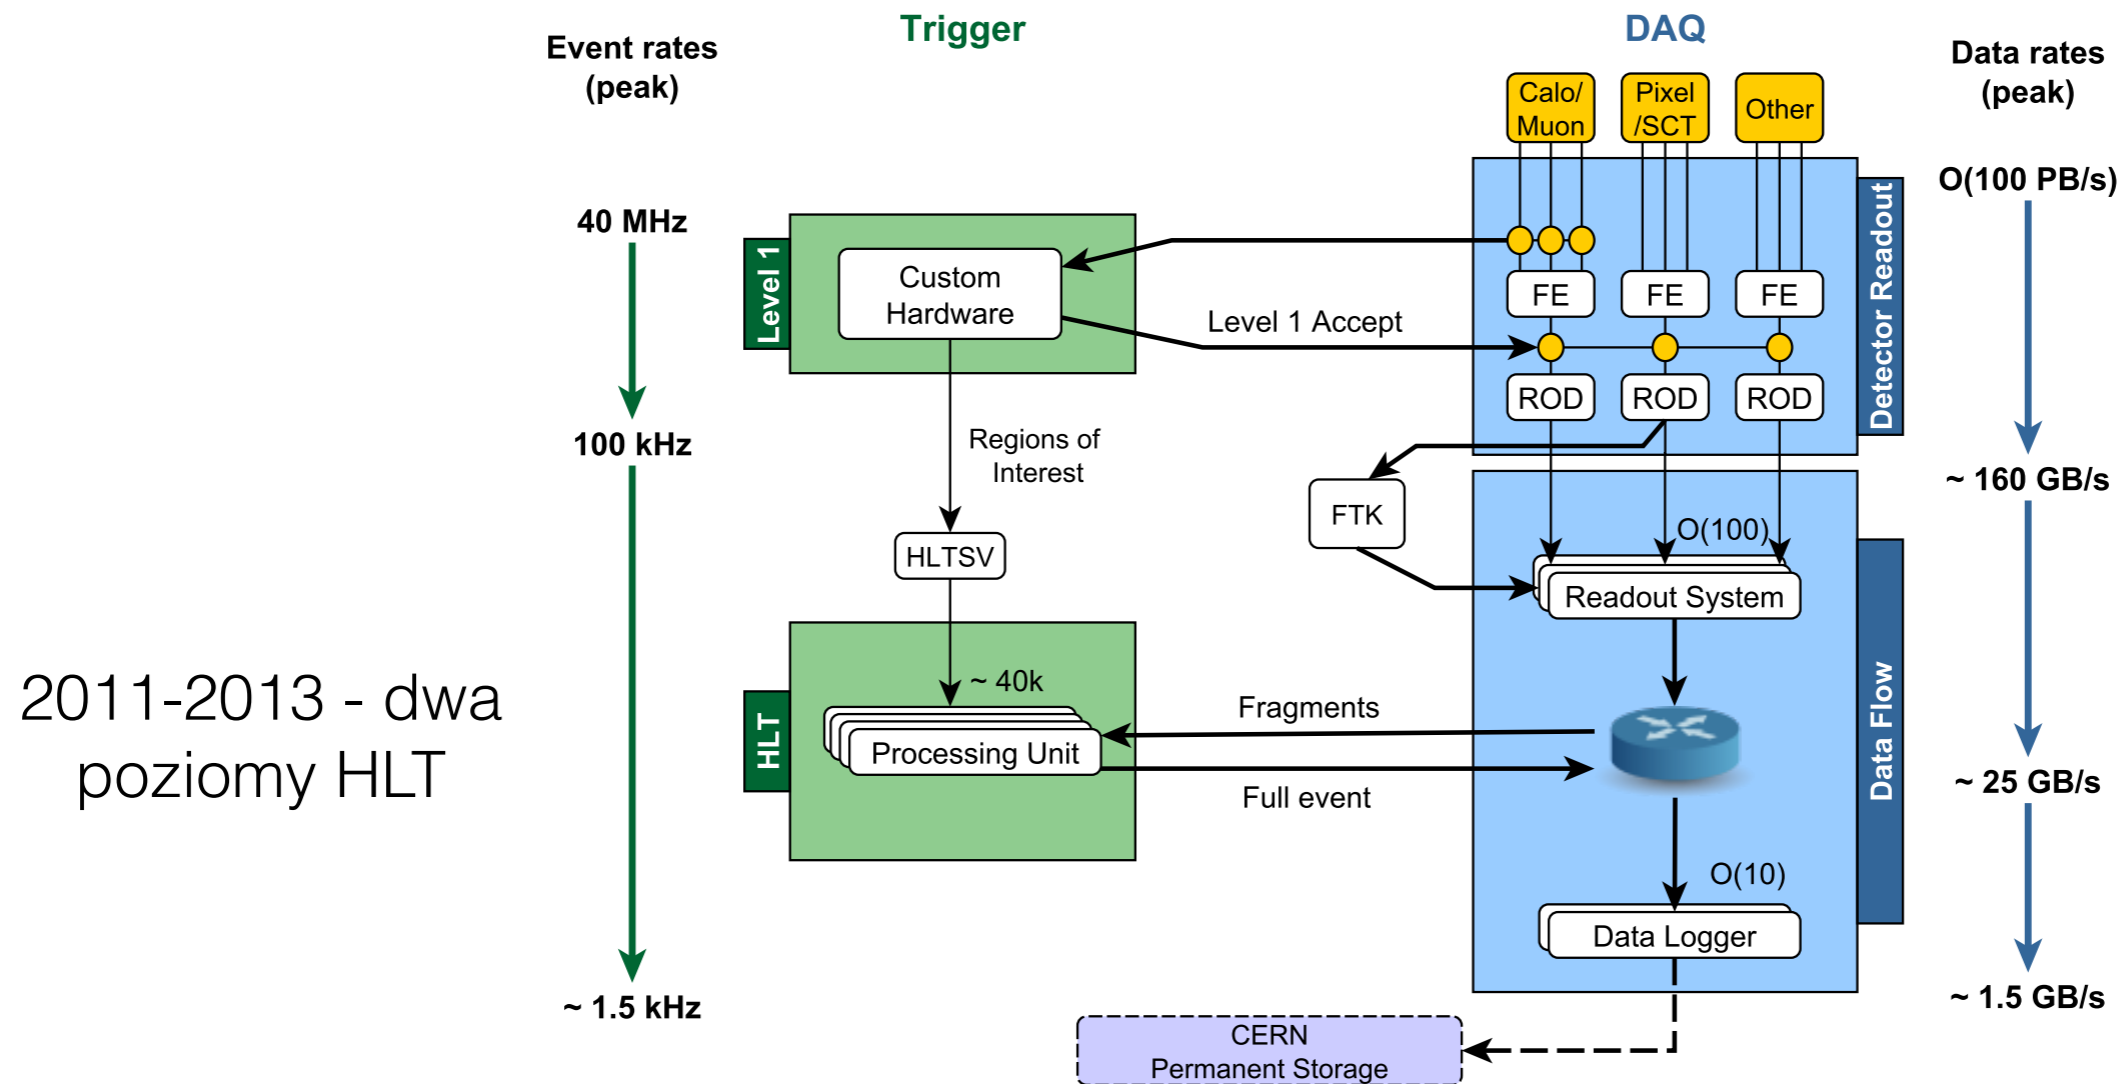 Event rates
(peak)
Trigger
DAQ
Data rates
(peak)
Calo/
Muon
Pixel
/SCT
Other
O(100 PB/s)
40 MHz
Level 1
Custom
Hardware
FE
FE
FE
Detector Readout
Level 1 Accept
ROD
ROD
ROD
100 kHz
Regions of
Interest
~ 160 GB/s
FTK
O(100)
HLTSV
Readout System
2011-2013 - dwa
poziomy HLT
~ 40k
HLT
Processing Unit
Fragments
Full event
Data Flow
~ 25 GB/s
O(10)
Data Logger
~ 1.5 kHz
~ 1.5 GB/s
CERN
Permanent Storage